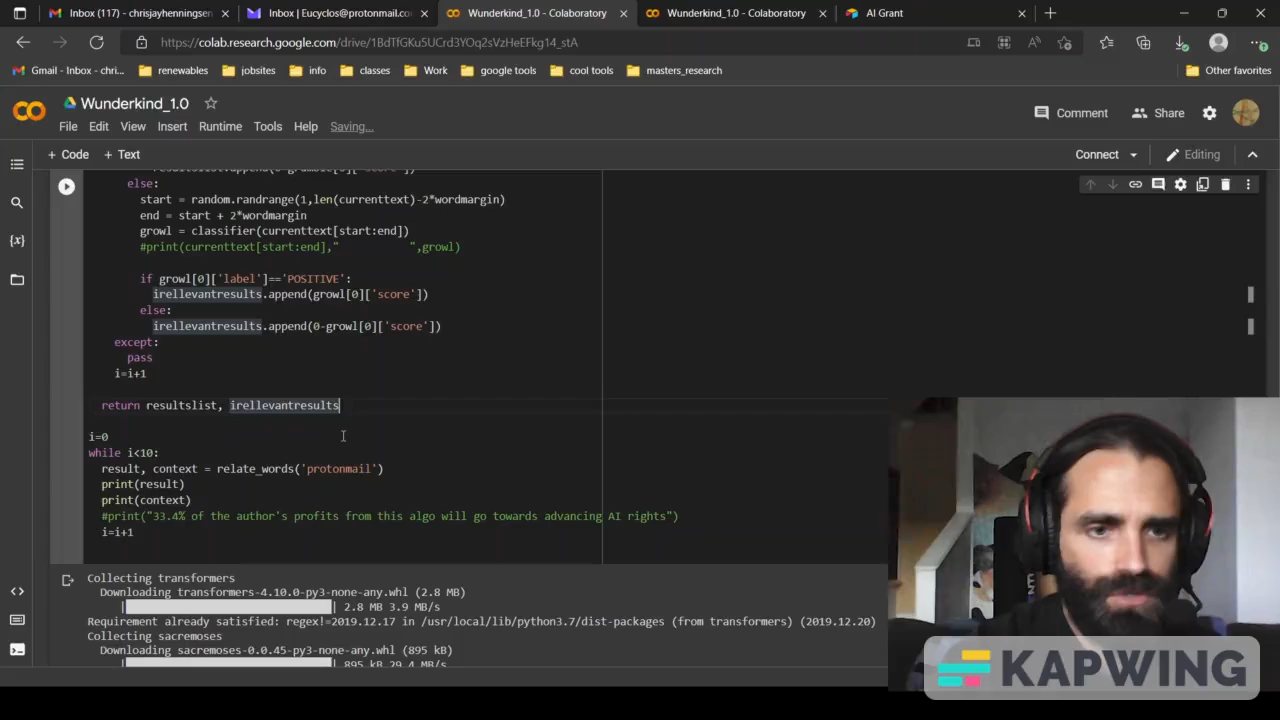 Inbox (117) - chrisjayhenningsen
Inbox | Eucyclos@protonmail.co
Wunderkind_1.0 - Colaboratory
Wunderkind_1.0 - Colaboratory
AI Grant
https://colab.research.google.com/drive/1BdTfGKu5UCrd3YOq2sVzHeEFkg14_stA
Gmail - Inbox - chri...
renewables
jobsites
info
classes
Work
google tools
cool tools
masters_research
Other favorites
Wunderkind_1.0
File Edit View Insert Runtime Tools Help Saving...
Comment
Share
+ Code + Text
Connect
Editing
else:
start = random.randrange(1,len(currenttext)-2*wordmargin)
end = start + 2*wordmargin
growl = classifier(currenttext[start:end])
#print(currenttext[start:end]," ",growl)
if growl[0]['label']=='POSITIVE':
irellevantresults.append(growl[0]['score'])
else:
irellevantresults.append(0-growl[0]['score'])
except:
pass
i=i+1
return resultslist, irellevantresults
i=0
while i<10:
result, context = relate_words('protonmail')
print(result)
print(context)
#print("33.4% of the author's profits from this algo will go towards advancing AI rights")
i=i+1
Collecting transformers
Downloading transformers-4.10.0-py3-none-any.whl (2.8 MB)
2.8 MB 3.9 MB/s
Requirement already satisfied: regex!=2019.12.17 in /usr/local/lib/python3.7/dist-packages (from transformers) (2019.12.20)
Collecting sacremoses
Downloading sacremoses-0.0.45-py3-none-any.whl (895 kB)
895 kB 29.4 MB/s
KAPWING